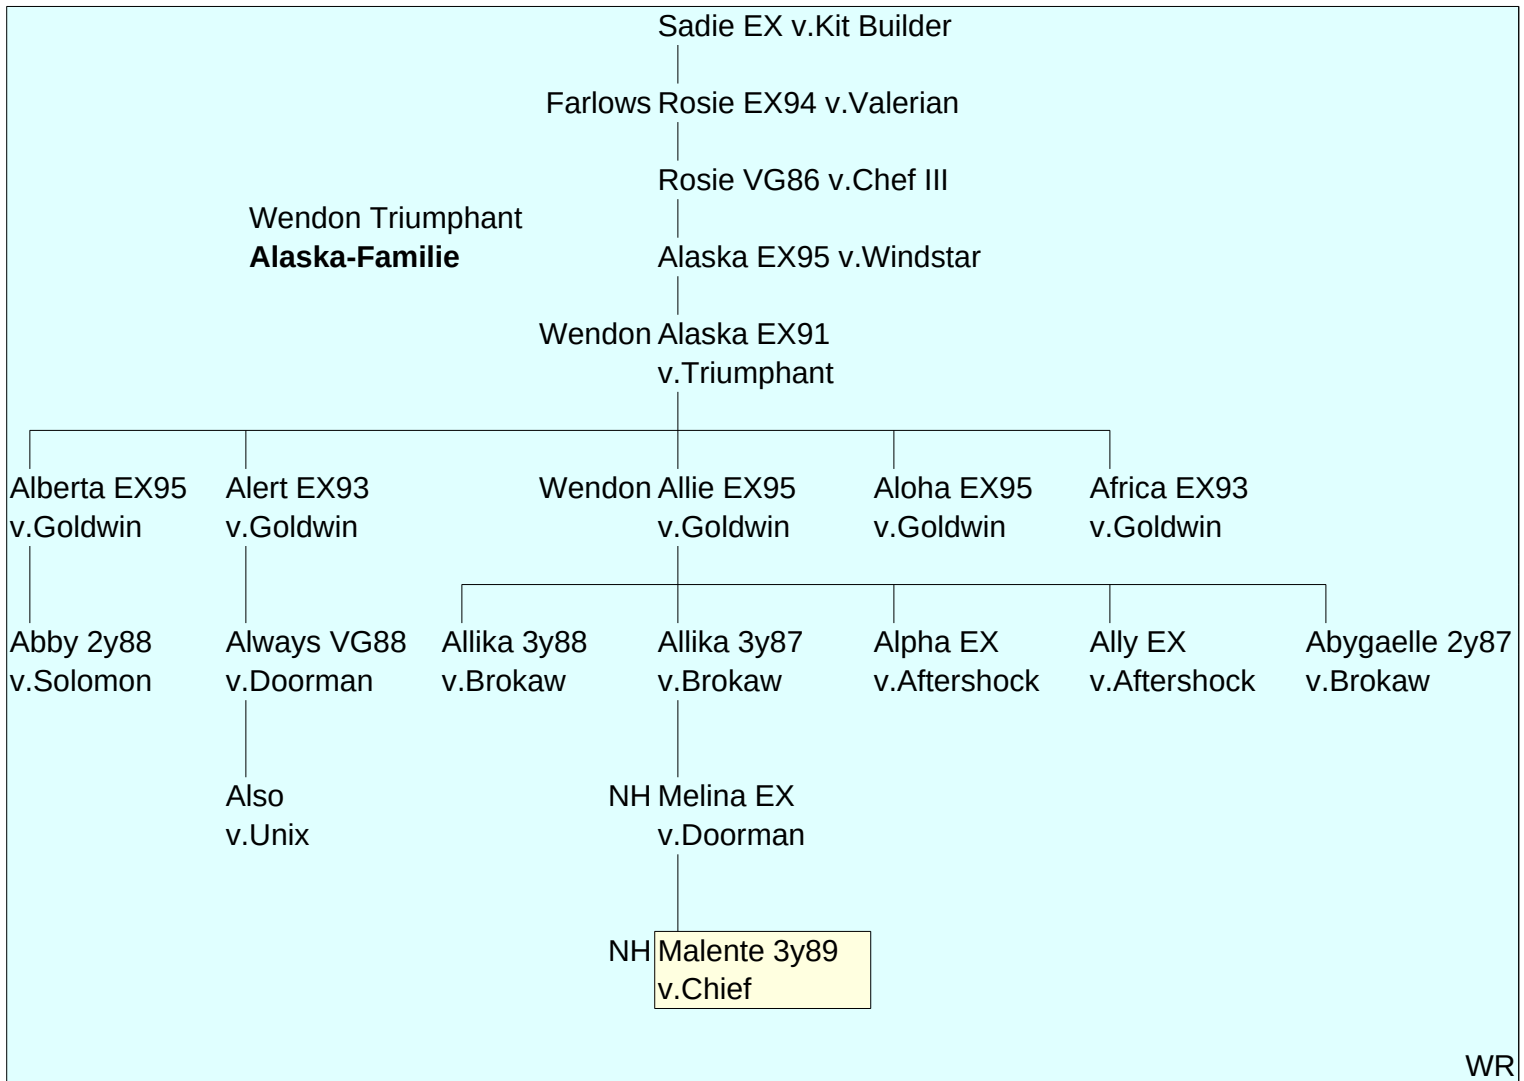 Sadie EX v.Kit Builder
Farlows Rosie EX94 v.Valerian
Rosie VG86 v.Chef III
Wendon Triumphant
Alaska-Familie
Alaska EX95 v.Windstar
Wendon Alaska EX91
v.Triumphant
Alberta EX95
v.Goldwin
Alert EX93
v.Goldwin
Wendon Allie EX95
v.Goldwin
Aloha EX95
v.Goldwin
Africa EX93
v.Goldwin
Abby 2y88
v.Solomon
Always VG88
v.Doorman
Allika 3y88
v.Brokaw
Allika 3y87
v.Brokaw
Alpha EX
v.Aftershock
Ally EX
v.Aftershock
Abygaelle 2y87
v.Brokaw
Also
v.Unix
NH Melina EX
v.Doorman
NH Malente 3y89
v.Chief
WR